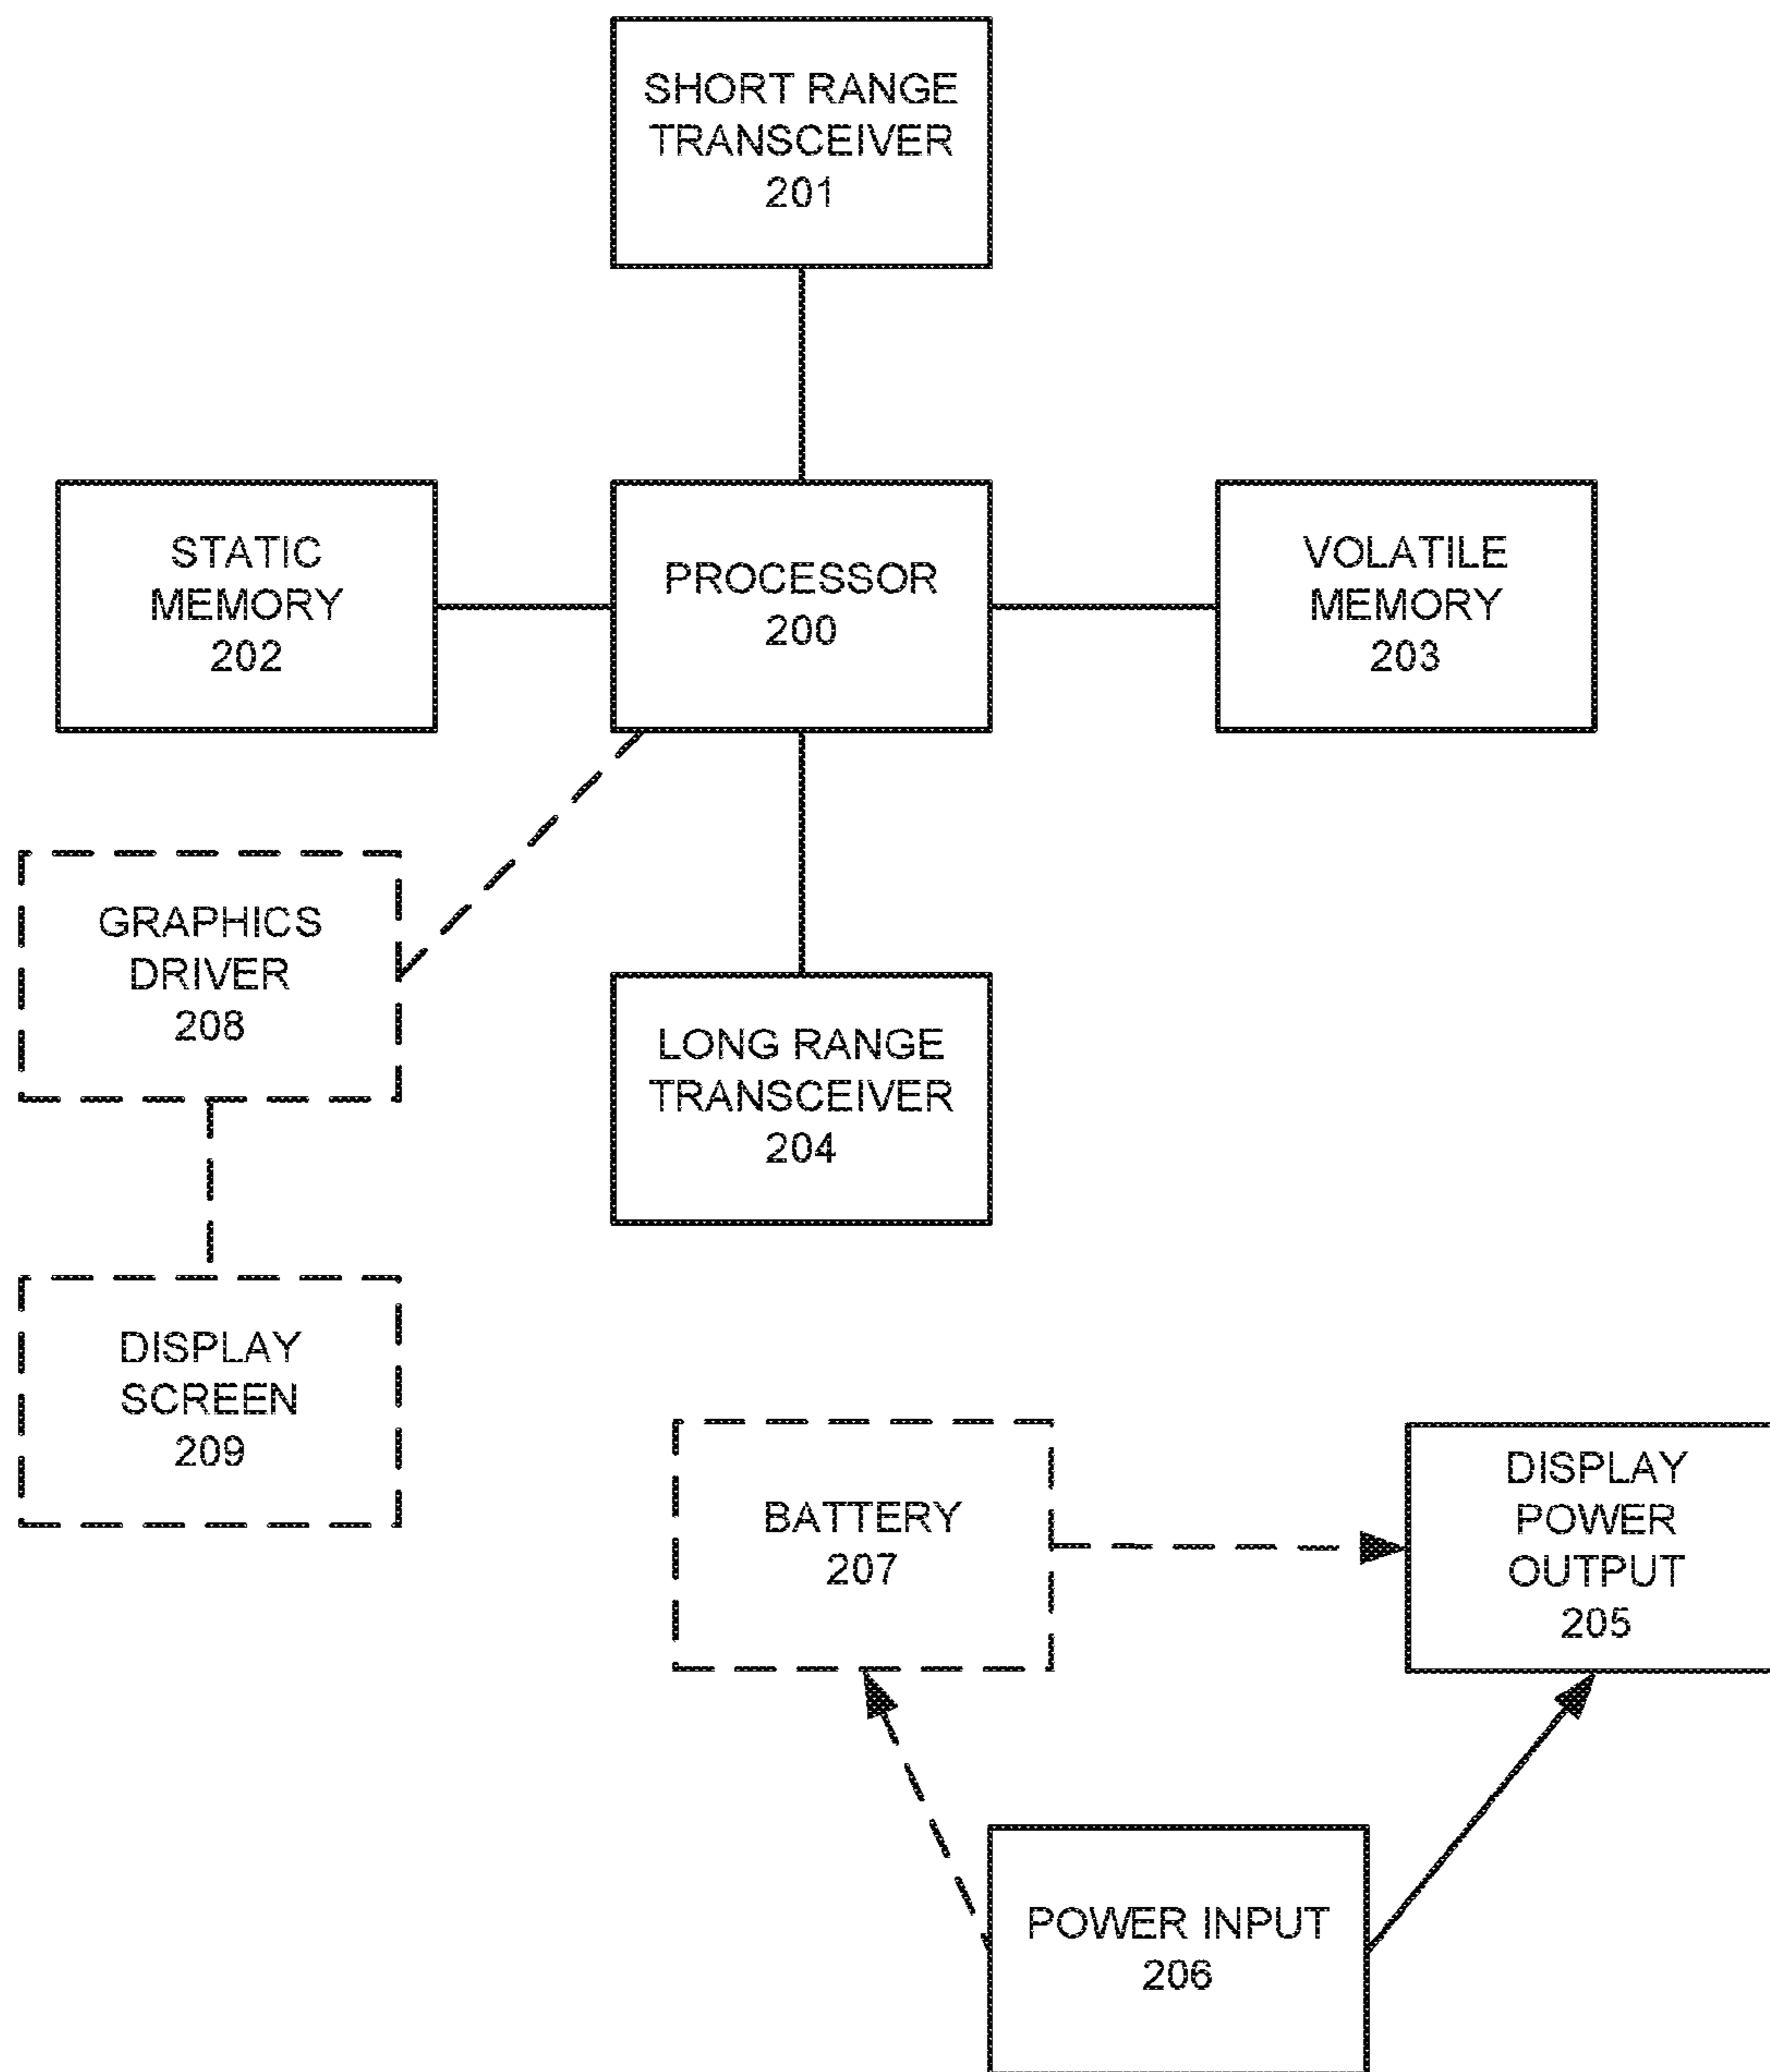 SHORT RANGE
TRANSCEIVER
201
STATIC
MEMORY
202
PROCESSOR
200
VOLATILE
MEMORY
203
GRAPHICS
DRIVER
208
LONG RANGE
TRANSCEIVER
204
DISPLAY
SCREEN
209
BATTERY
207
DISPLAY
POWER
OUTPUT
205
POWER INPUT
206